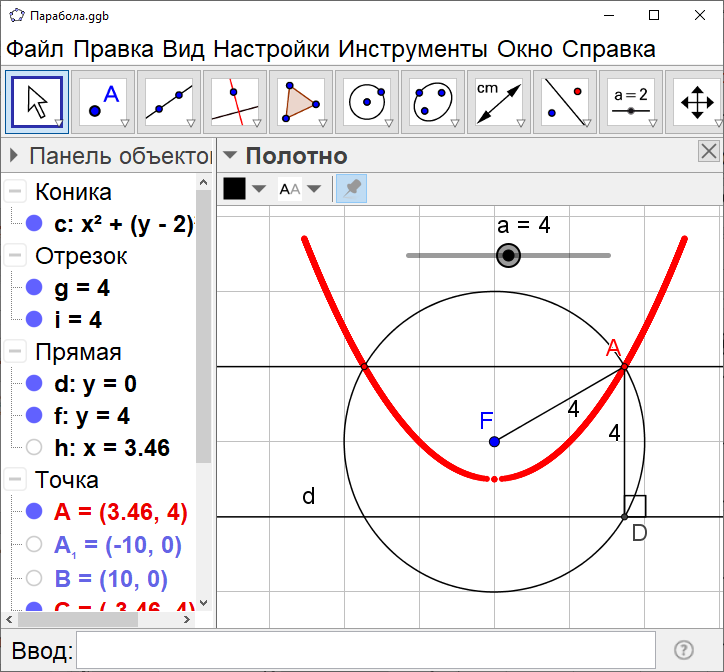 Парабола.ggb
Файл Правка Вид Настройки Инструменты Окно Справка
A
cm
a=2
Панель объекто
Полотно
AA
Коника
c: x² + (y - 2)
Отрезок
g = 4
i = 4
Прямая
d: y = 0
f: y = 4
h: x = 3.46
Точка
A = (3.46, 4)
A₁ = (-10, 0)
B = (10, 0)
C = (-3.46, 4)
a = 4
A
F
4
4
d
D
Ввод:
?